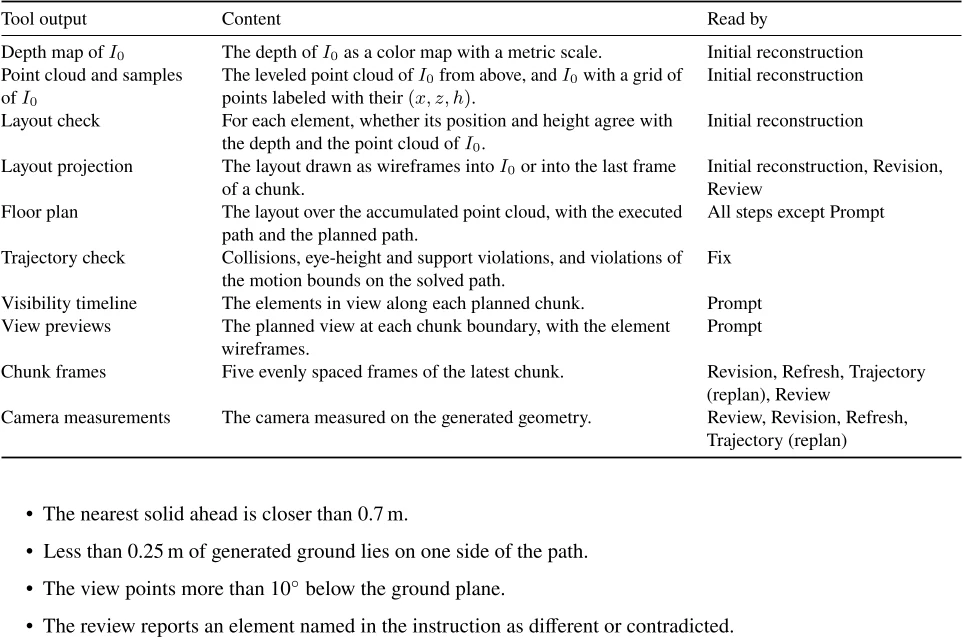 Tool output Content Read by
Depth map of I0 The depth of I0 as a color map with a metric scale. Initial reconstruction
Point cloud and samples The leveled point cloud of I0 from above, and I0 with a grid of Initial reconstruction
of I0 points labeled with their (x, z, h).
Layout check For each element, whether its position and height agree with Initial reconstruction
the depth and the point cloud of I0.
Layout projection The layout drawn as wireframes into I0 or into the last frame Initial reconstruction, Revision,
of a chunk. Review
Floor plan The layout over the accumulated point cloud, with the executed All steps except Prompt
path and the planned path.
Trajectory check Collisions, eye-height and support violations, and violations of Fix
the motion bounds on the solved path.
Visibility timeline The elements in view along each planned chunk. Prompt
View previews The planned view at each chunk boundary, with the element Prompt
wireframes.
Chunk frames Five evenly spaced frames of the latest chunk. Revision, Refresh, Trajectory
(replan), Review
Camera measurements The camera measured on the generated geometry. Review, Revision, Refresh,
Trajectory (replan)
• The nearest solid ahead is closer than 0.7 m.
• Less than 0.25 m of generated ground lies on one side of the path.
• The view points more than 10° below the ground plane.
• The review reports an element named in the instruction as different or contradicted.